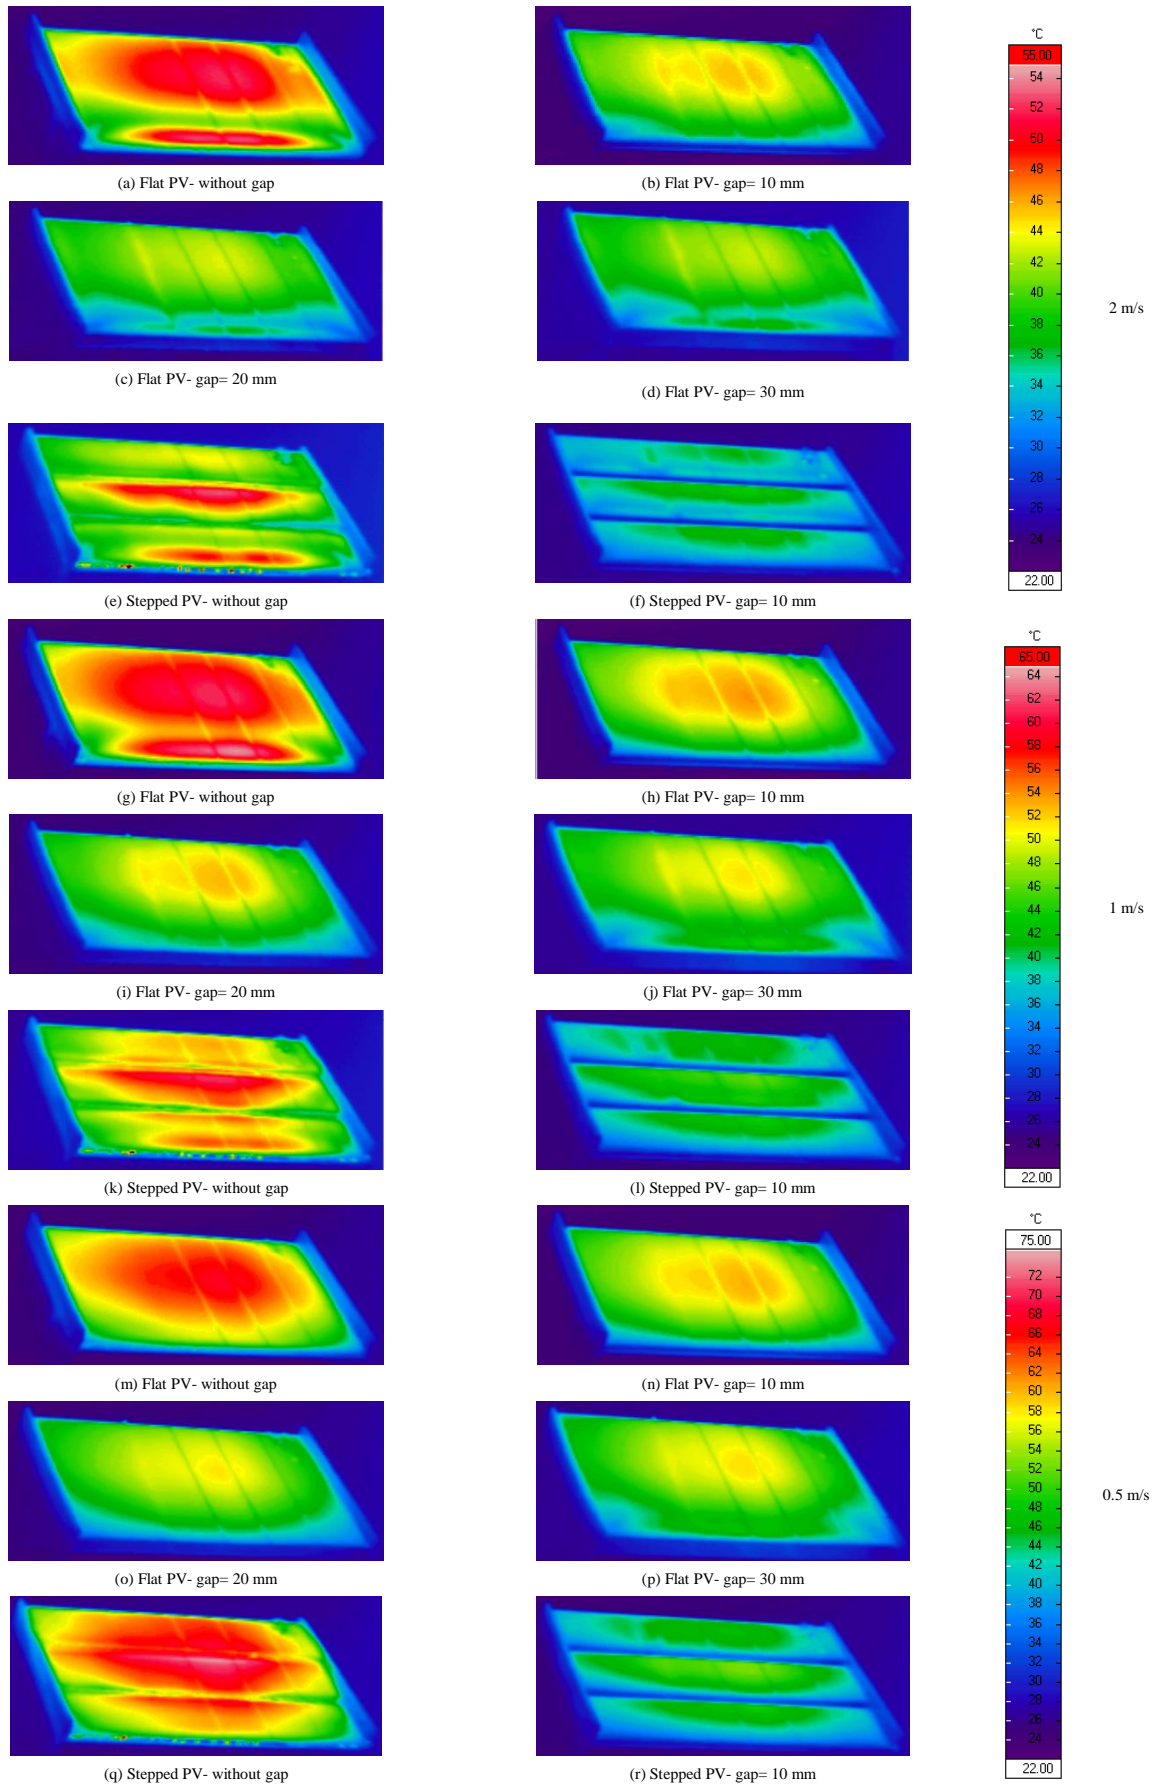 (a) Flat PV- without gap
(b) Flat PV- gap= 10 mm
(c) Flat PV- gap= 20 mm
(d) Flat PV- gap= 30 mm
(e) Stepped PV- without gap
(f) Stepped PV- gap= 10 mm
°C
55.00
54
52
50
48
46
44
42
40
38
36
34
32
30
28
26
24
22.00
2 m/s
(g) Flat PV- without gap
(h) Flat PV- gap= 10 mm
(i) Flat PV- gap= 20 mm
(j) Flat PV- gap= 30 mm
(k) Stepped PV- without gap
(l) Stepped PV- gap= 10 mm
°C
65.00
64
62
60
58
56
54
52
50
48
46
44
42
40
38
36
34
32
30
28
26
24
22.00
1 m/s
(m) Flat PV- without gap
(n) Flat PV- gap= 10 mm
(o) Flat PV- gap= 20 mm
(p) Flat PV- gap= 30 mm
(q) Stepped PV- without gap
(r) Stepped PV- gap= 10 mm
°C
75.00
72
70
68
66
64
62
60
58
56
54
52
50
48
46
44
42
40
38
36
34
32
30
28
26
24
22.00
0.5 m/s